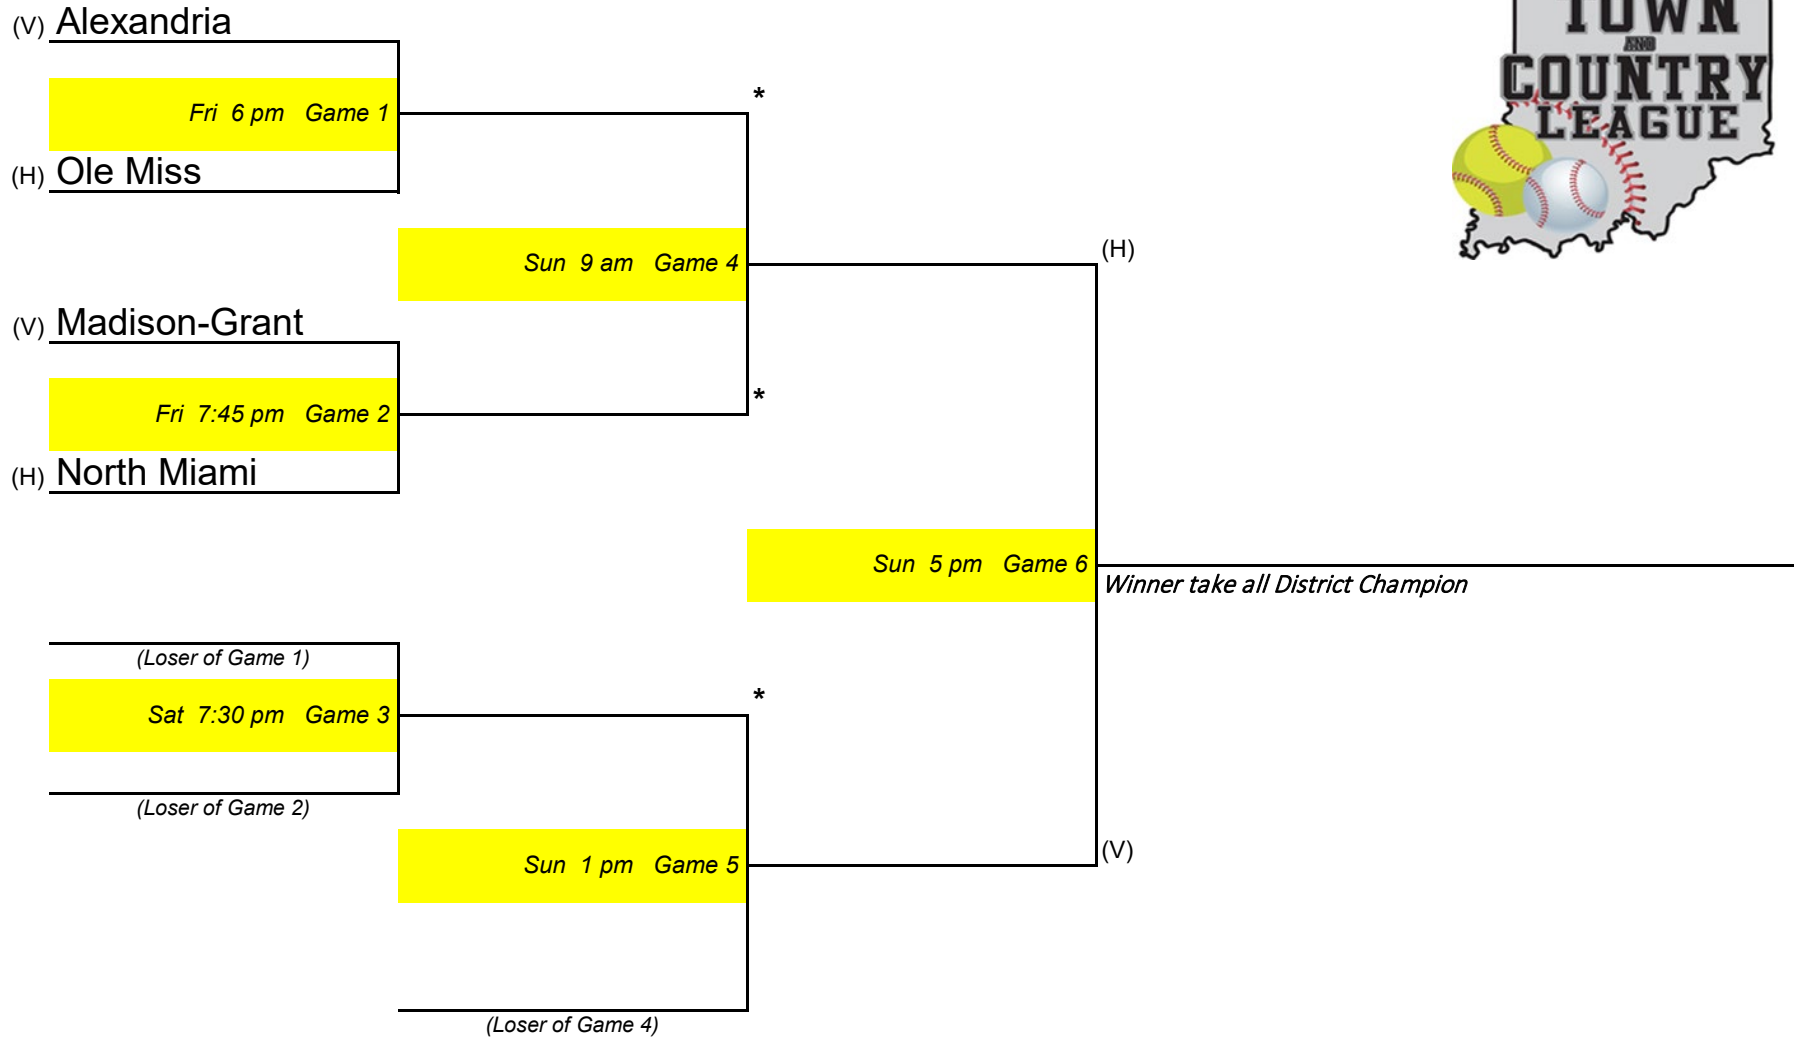 TOWN
AND
COUNTRY
LEAGUE
(V) Alexandria
Fri 6 pm Game 1
*
(H) Ole Miss
Sun 9 am Game 4
(H)
(V) Madison-Grant
*
Fri 7:45 pm Game 2
(H) North Miami
Sun 5 pm Game 6
Winner take all District Champion
(Loser of Game 1)
*
Sat 7:30 pm Game 3
(Loser of Game 2)
Sun 1 pm Game 5
(V)
(Loser of Game 4)